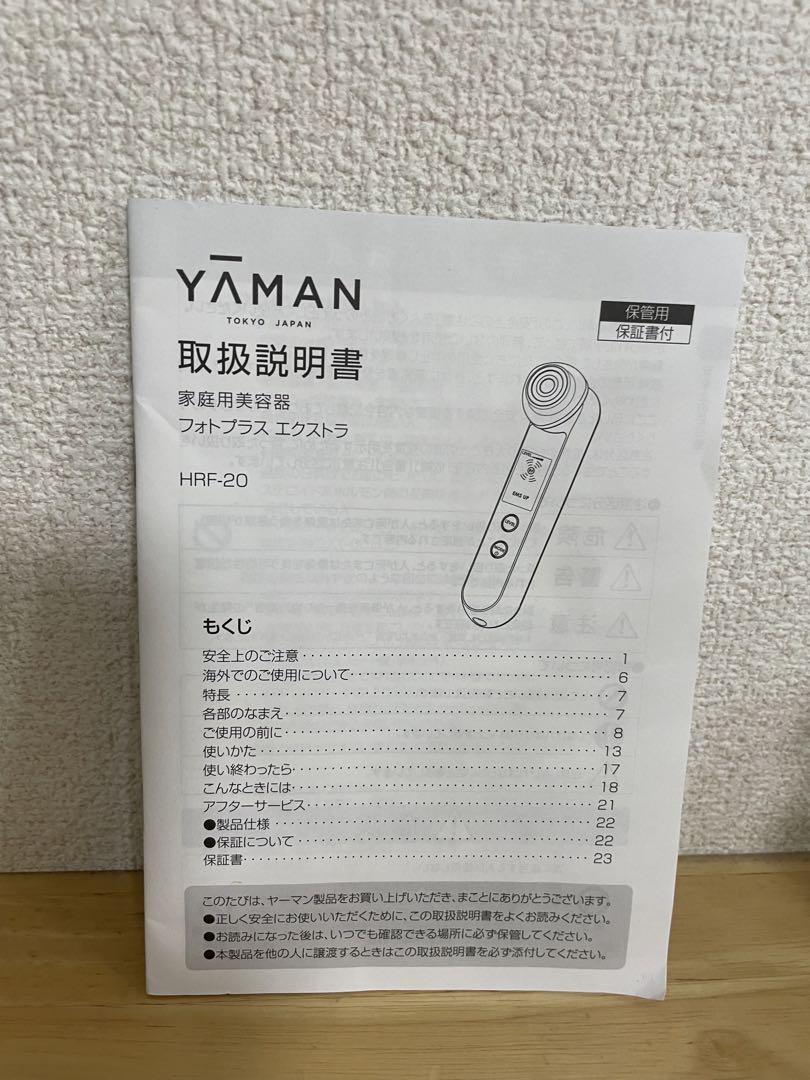 YĀMAN
TOKYO JAPAN
取扱説明書
家庭用美容器
フォトプラス エクストラ
HRF-20
保管用
保証書付
LEVEL
EMS UP
LEVEL
もくじ
安全上のご注意 1
海外でのご使用について 6
特長 7
各部のなまえ 7
ご使用の前に 8
使いかた 13
使い終わったら 17
こんなときには 18
アフターサービス 21
●製品仕様 22
●保証について 22
保証書 23
このたびは、ヤーマン製品をお買い上げいただき、まことにありがとうございます。
●正しく安全にお使いいただくために、この取扱説明書をよくお読みください。
●お読みになった後は、いつでも確認できる場所に必ず保管してください。
●本製品を他の人に譲渡するときはこの取扱説明書を必ず添付してください。